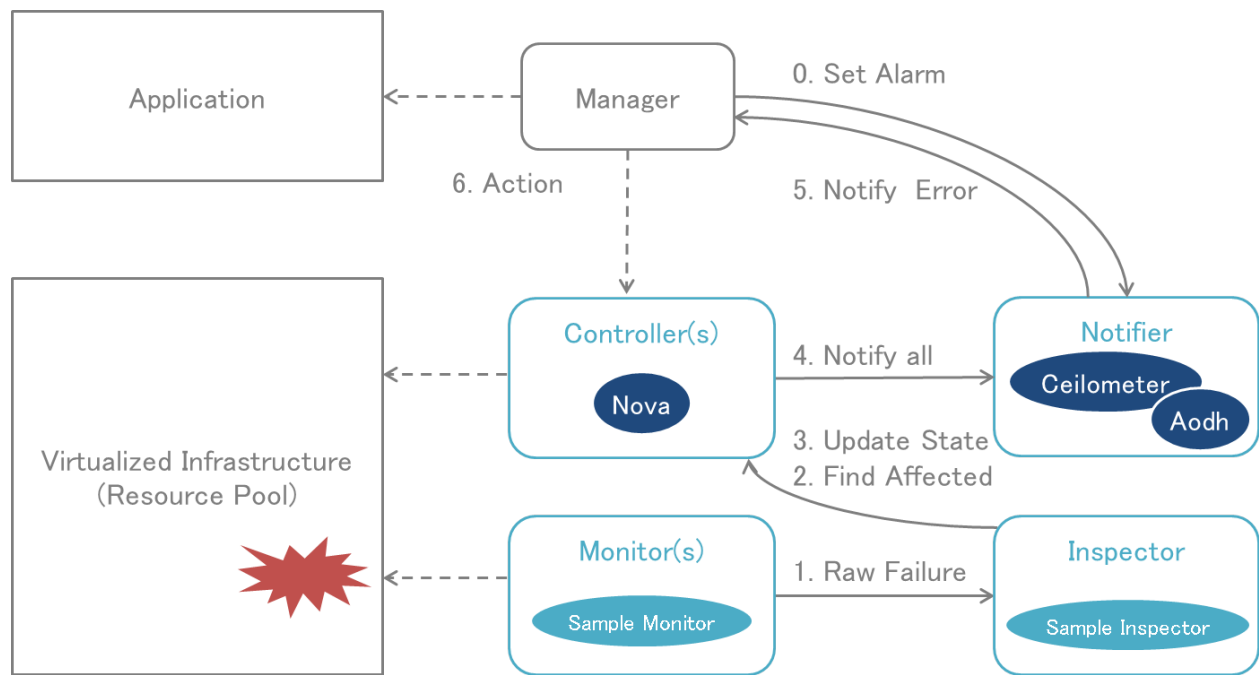 Application
Manager
0. Set Alarm
6. Action
5. Notify Error
Controller(s)
Nova
4. Notify all
Notifier
Ceilometer
Aodh
Virtualized Infrastructure
(Resource Pool)
3. Update State
2. Find Affected
Monitor(s)
Sample Monitor
1. Raw Failure
Inspector
Sample Inspector